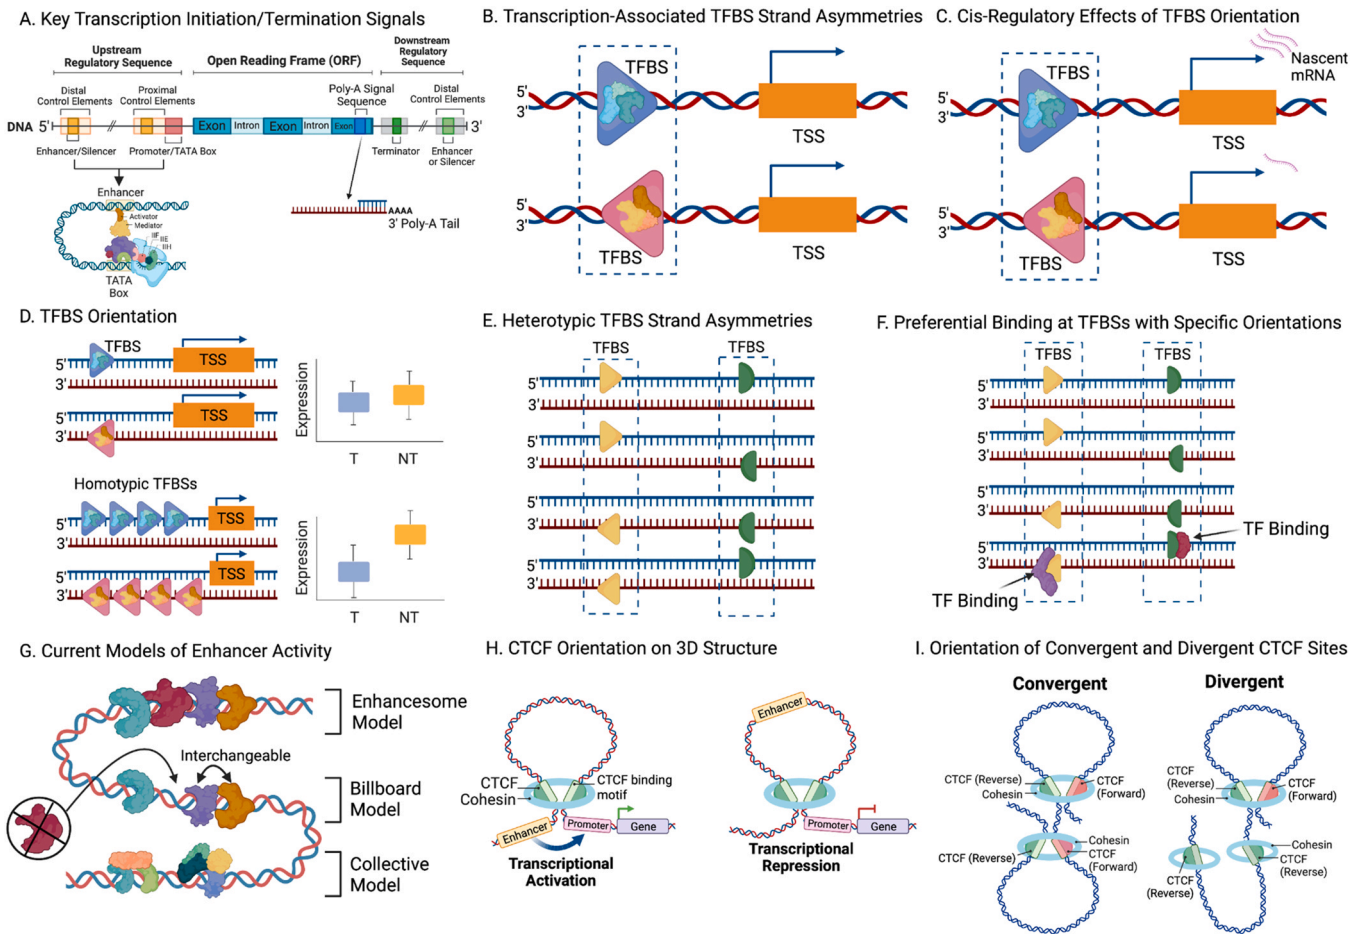 A. Key Transcription Initiation/Termination Signals
Upstream
Regulatory Sequence
Open Reading Frame (ORF)
Downstream
Regulatory
Sequence
Distal
Control Elements
Proximal
Control Elements
Poly-A Signal
Sequence
Distal
Control Elements
DNA 5'
Exon
Intron
Exon
Intron
Exon
3'
Enhancer/Silencer
Promoter/TATA Box
Terminator
Enhancer
or Silencer
Enhancer
Activator
Mediator
IIF
IIE
IIH
TATA
Box
AAAA
3' Poly-A Tail
B. Transcription-Associated TFBS Strand Asymmetries
TFBS
5'
3'
TSS
5'
3'
TFBS
TSS
C. Cis-Regulatory Effects of TFBS Orientation
Nascent
mRNA
TFBS
5'
3'
TSS
5'
3'
TFBS
TSS
D. TFBS Orientation
TFBS
5'
TSS
3'
5'
TSS
3'
Expression
T
NT
Homotypic TFBSs
5'
TSS
3'
5'
TSS
3'
Expression
T
NT
E. Heterotypic TFBS Strand Asymmetries
TFBS
TFBS
5'
3'
5'
3'
5'
3'
5'
3'
F. Preferential Binding at TFBSs with Specific Orientations
TFBS
TFBS
5'
3'
5'
3'
5'
3'
5'
3'
TF Binding
TF Binding
G. Current Models of Enhancer Activity
Enhancesome
Model
Interchangeable
Billboard
Model
Collective
Model
H. CTCF Orientation on 3D Structure
CTCF
Cohesin
CTCF binding
motif
Enhancer
Promoter
Gene
Transcriptional
Activation
Enhancer
Promoter
Gene
Transcriptional
Repression
I. Orientation of Convergent and Divergent CTCF Sites
Convergent
CTCF (Reverse)
Cohesin
CTCF
(Forward)
CTCF (Reverse)
Cohesin
CTCF
(Forward)
Divergent
CTCF
(Reverse)
Cohesin
CTCF
(Forward)
CTCF
(Reverse)
Cohesin
CTCF
(Reverse)